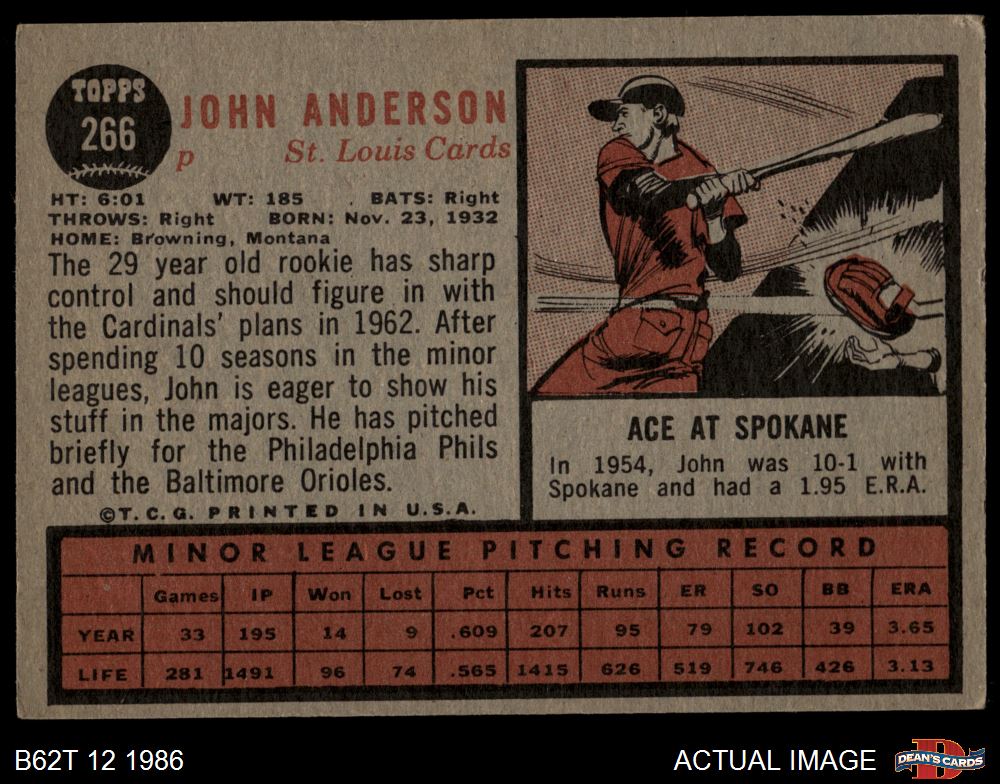 TOPPS
266
JOHN ANDERSON
p St. Louis Cards
HT: 6:01 WT: 185 BATS: Right
THROWS: Right BORN: Nov. 23, 1932
HOME: Browning, Montana
The 29 year old rookie has sharp
control and should figure in with
the Cardinals' plans in 1962. After
spending 10 seasons in the minor
leagues, John is eager to show his
stuff in the majors. He has pitched
briefly for the Philadelphia Phils
and the Baltimore Orioles.
©T. C. G. PRINTED IN U.S.A.
ACE AT SPOKANE
In 1954, John was 10-1 with
Spokane and had a 1.95 E.R.A.
MINOR LEAGUE PITCHING RECORD
Games IP Won Lost Pct Hits Runs ER SO BB ERA
YEAR 33 195 14 9 .609 207 95 79 102 39 3.65
LIFE 281 1491 96 74 .565 1415 626 519 746 426 3.13
B62T 12 1986
ACTUAL IMAGE
DEAN'S CARDS